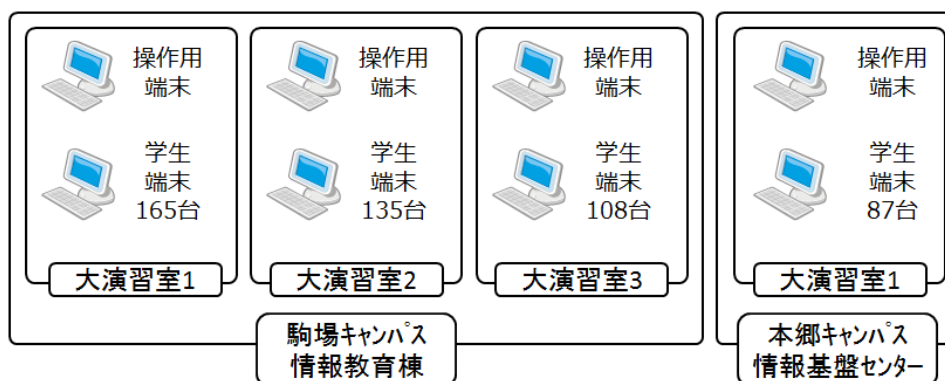 操作用
端末
学生
端末
165台
大演習室1
操作用
端末
学生
端末
135台
大演習室2
操作用
端末
学生
端末
108台
大演習室3
駒場キャンパス
情報教育棟
操作用
端末
学生
端末
87台
大演習室1
本郷キャンパス
情報基盤センター